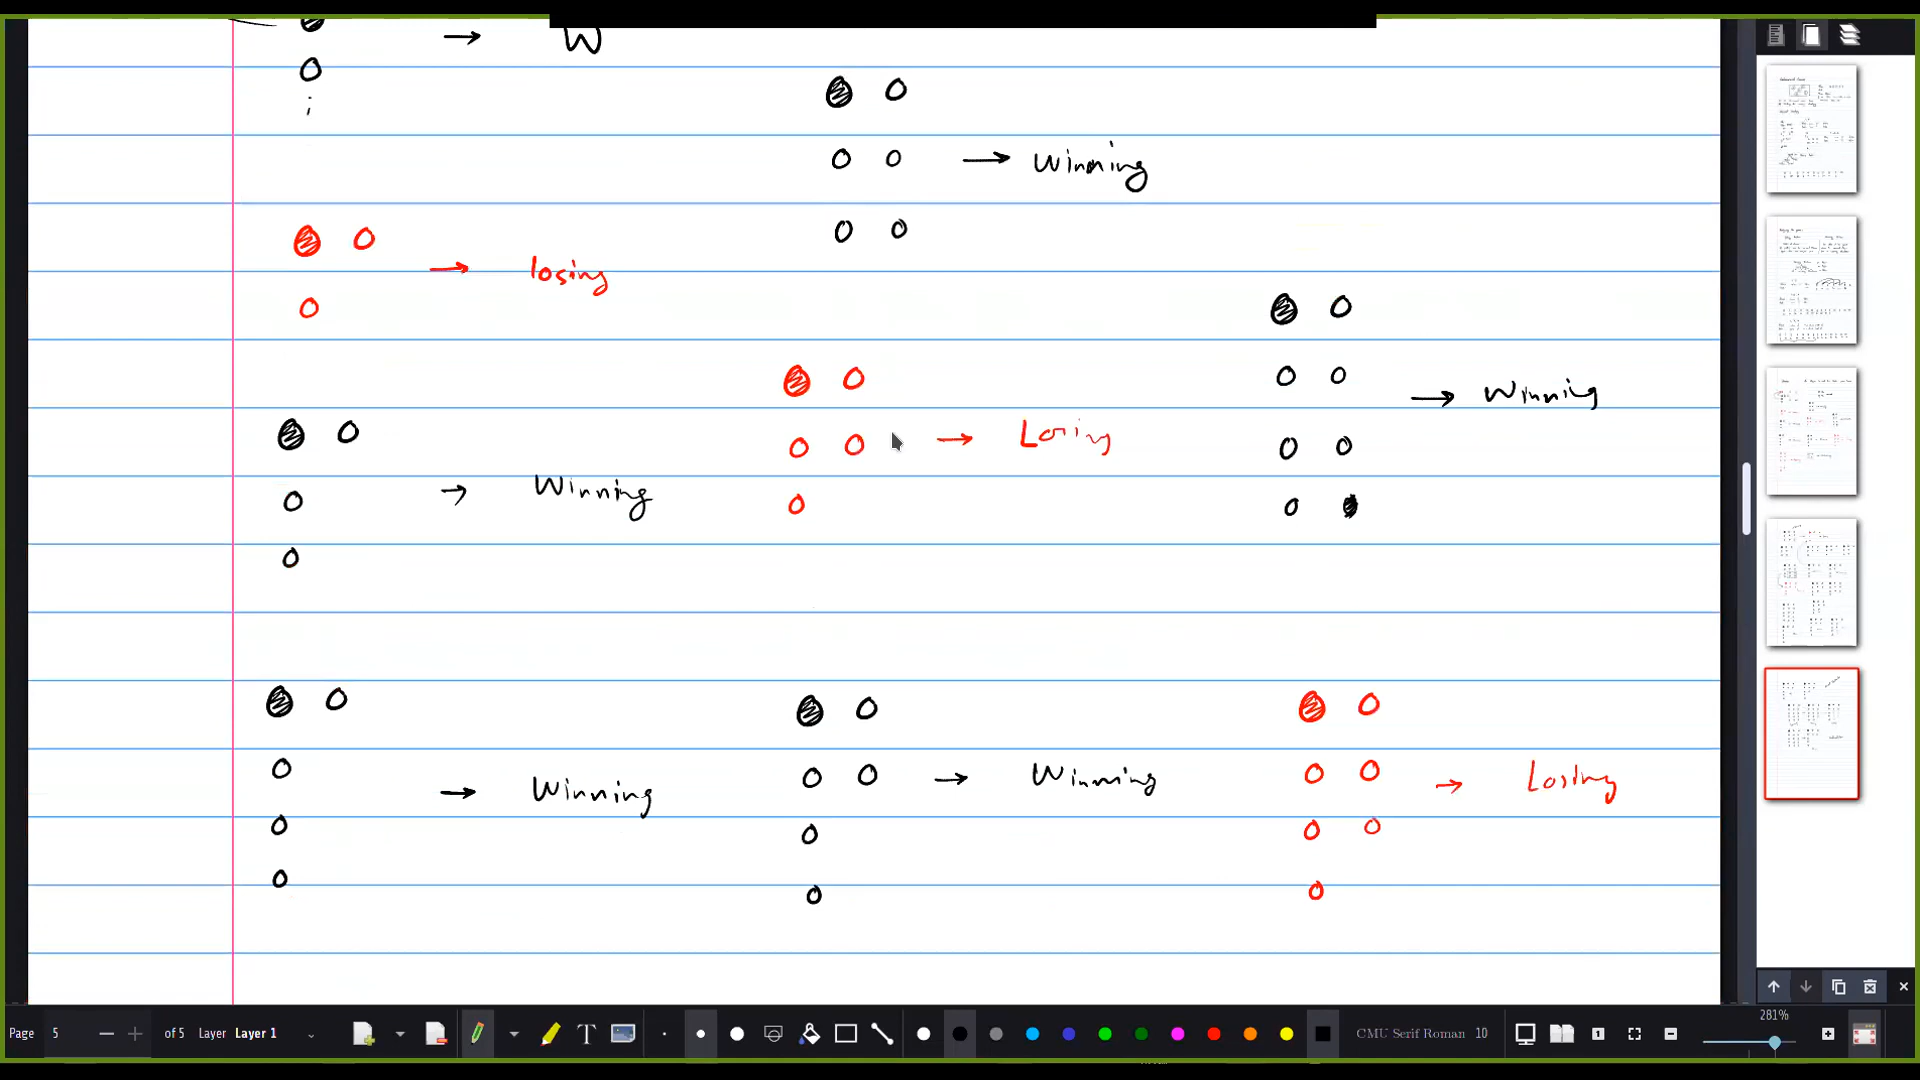 → W
→ Winning
→ losing
→ Winning
→ Losing
→ Winning
→ Winning
→ Winning
→ Losing
281%
Page 5 of 5 Layer Layer 1 T CMU Serif Roman 10